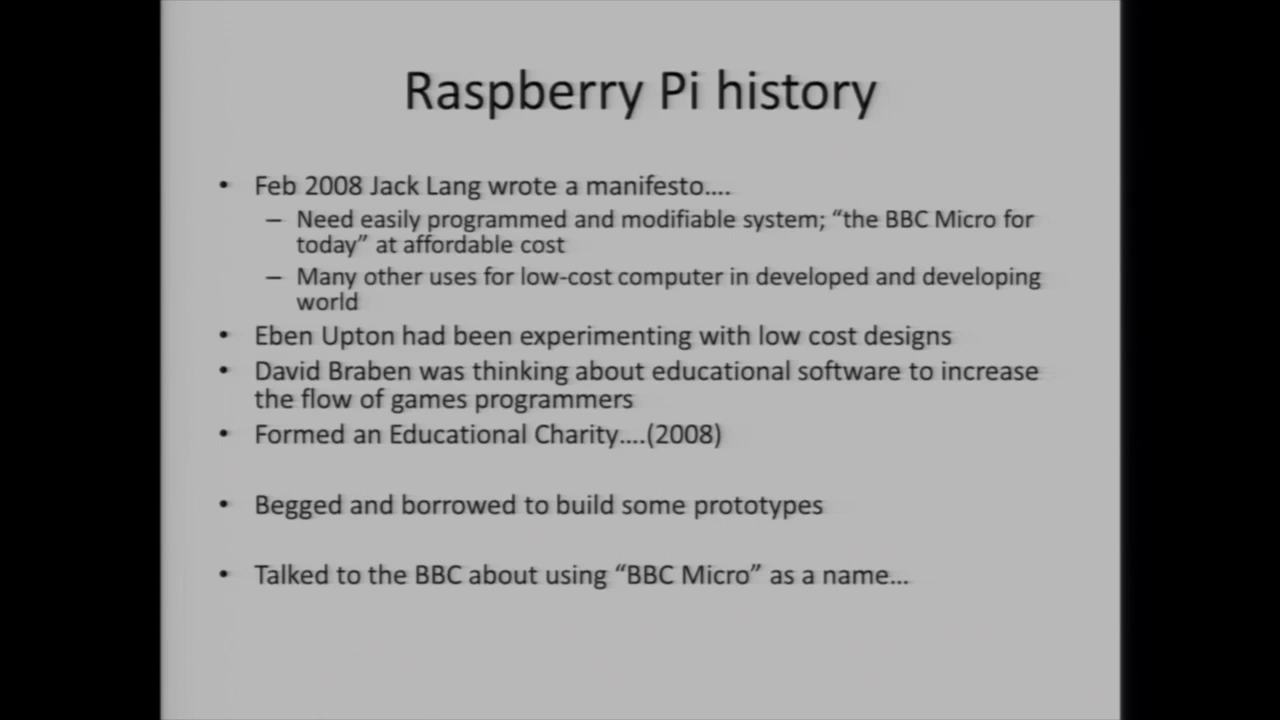 Raspberry Pi history
• Feb 2008 Jack Lang wrote a manifesto....
– Need easily programmed and modifiable system; “the BBC Micro for
today” at affordable cost
– Many other uses for low-cost computer in developed and developing
world
• Eben Upton had been experimenting with low cost designs
• David Braben was thinking about educational software to increase
the flow of games programmers
• Formed an Educational Charity....(2008)
• Begged and borrowed to build some prototypes
• Talked to the BBC about using “BBC Micro” as a name...